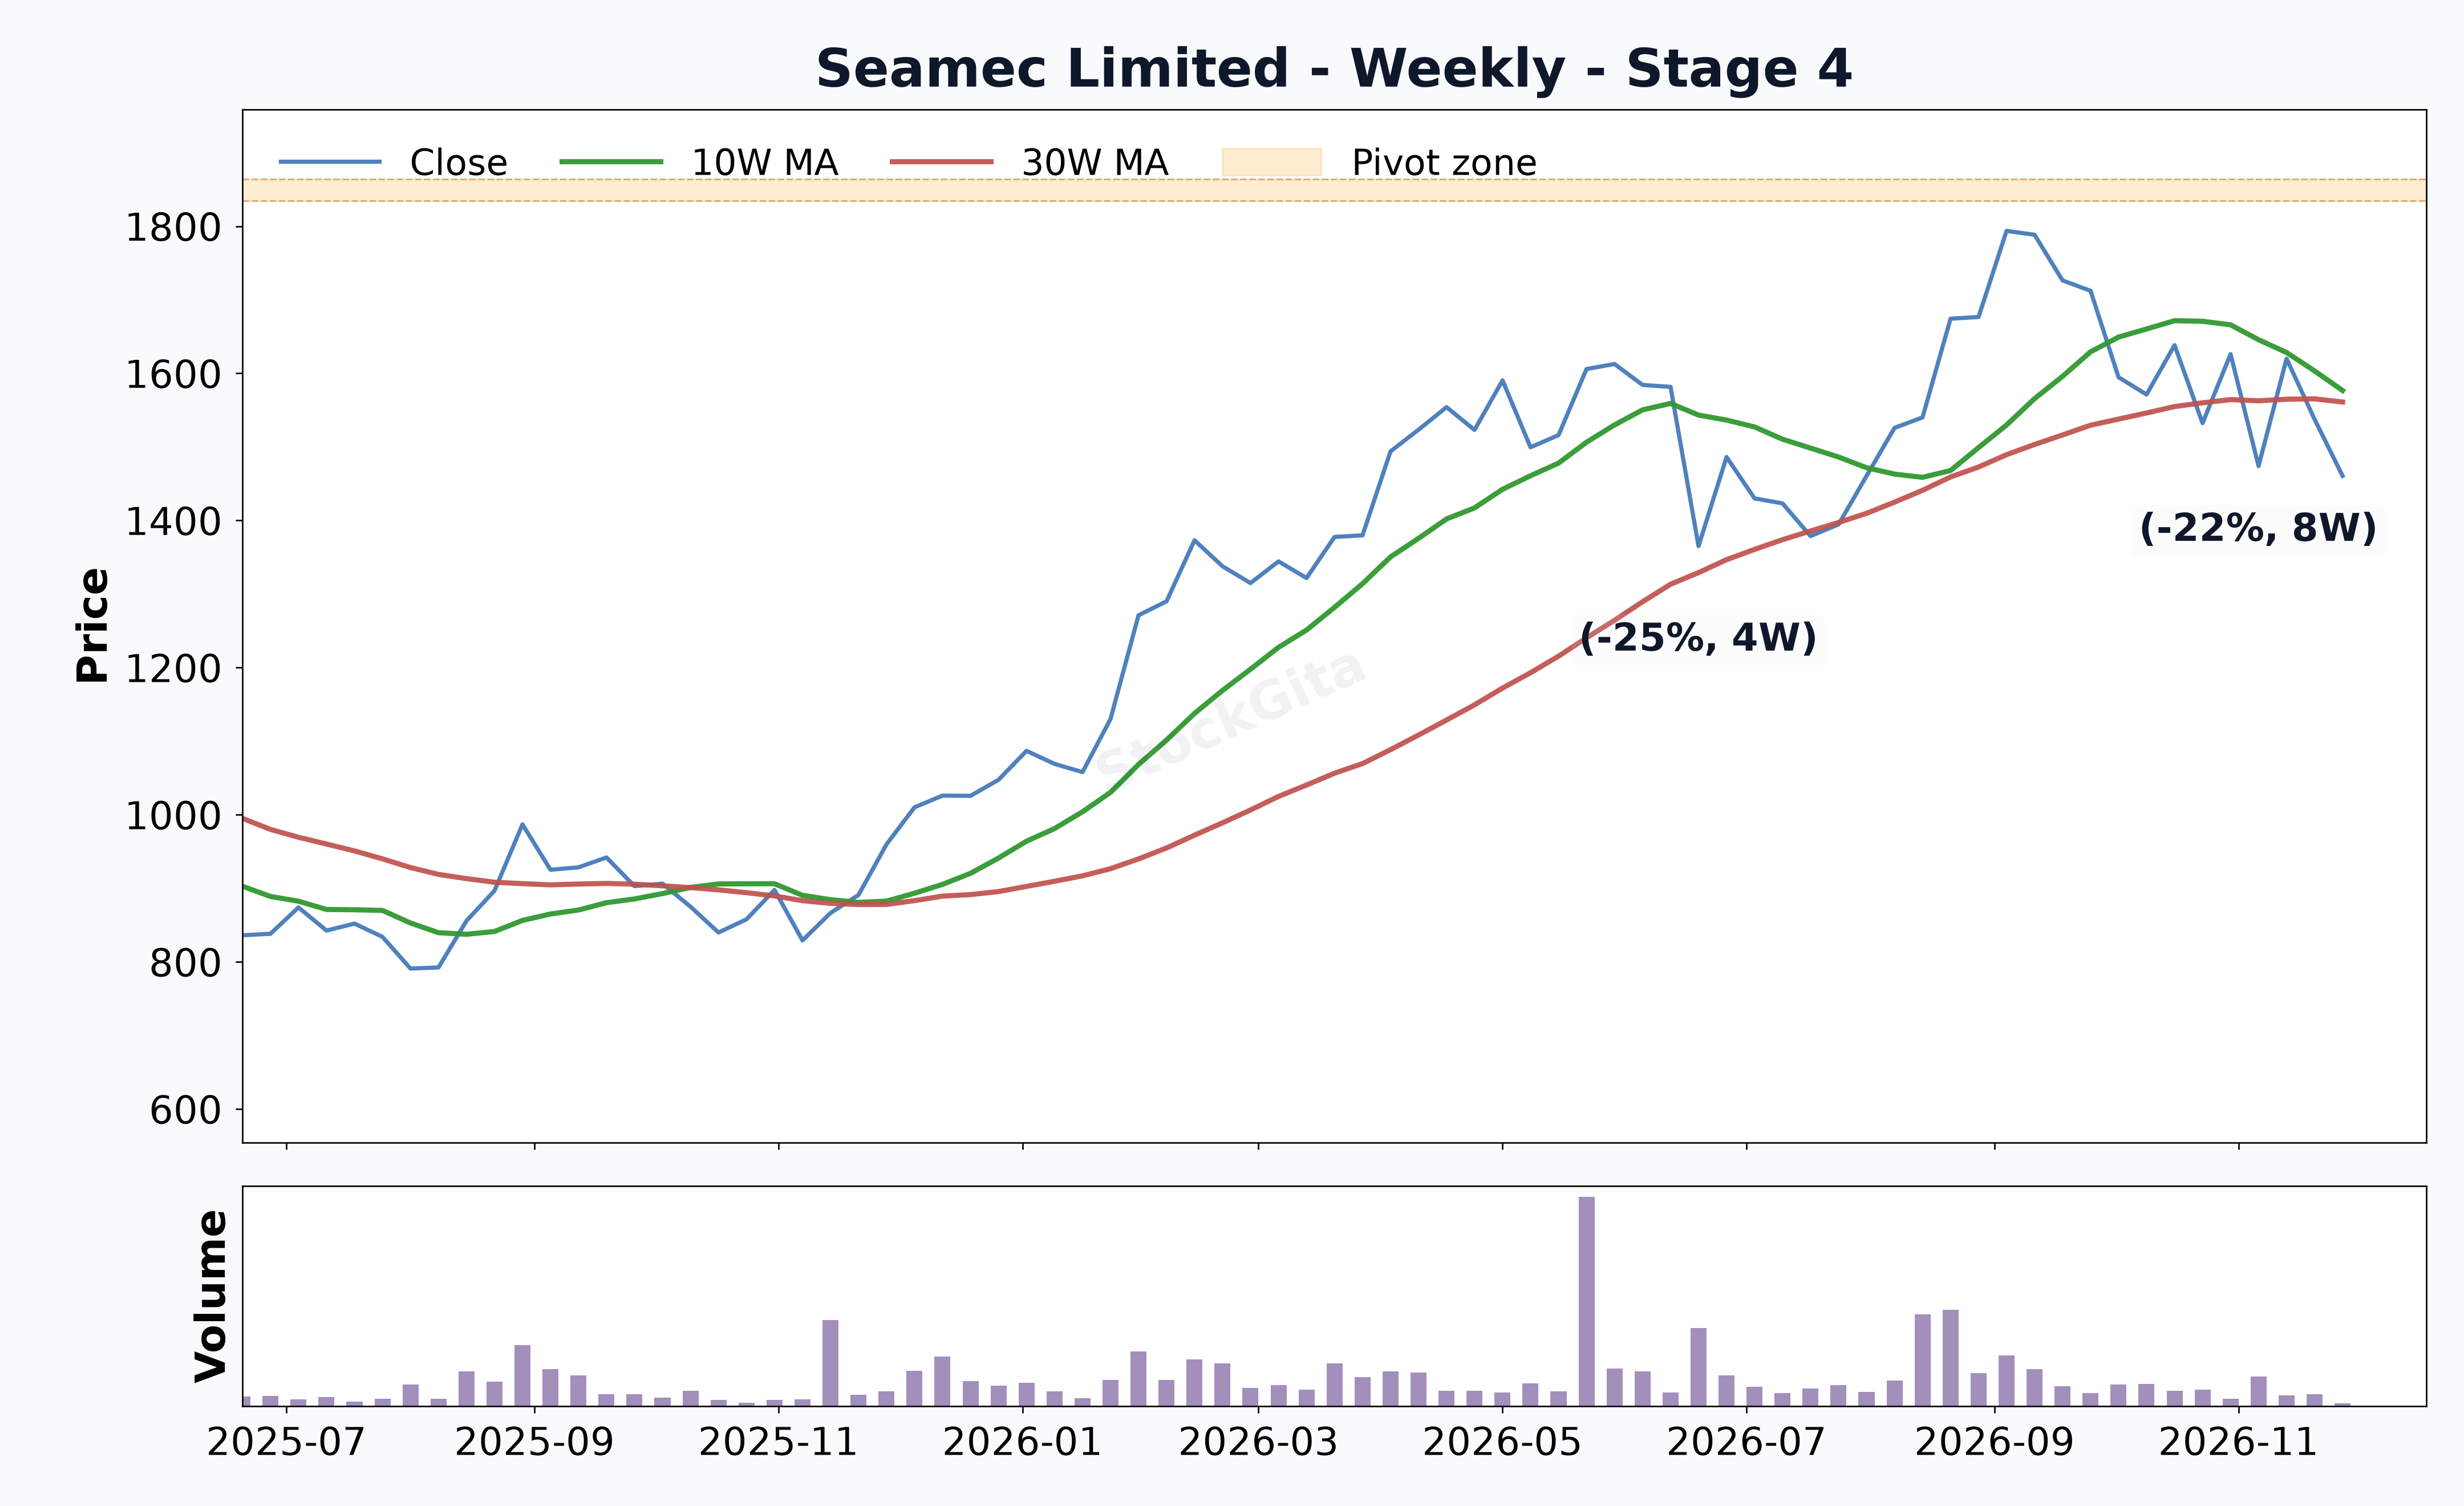 Seamec Limited - Weekly - Stage 4
Close 10W MA 30W MA Pivot zone
1800
1600
1400
1200
1000
800
600
Price
(-22%, 8W)
(-25%, 4W)
StockGita
Volume
2025-07 2025-09 2025-11 2026-01 2026-03 2026-05 2026-07 2026-09 2026-11